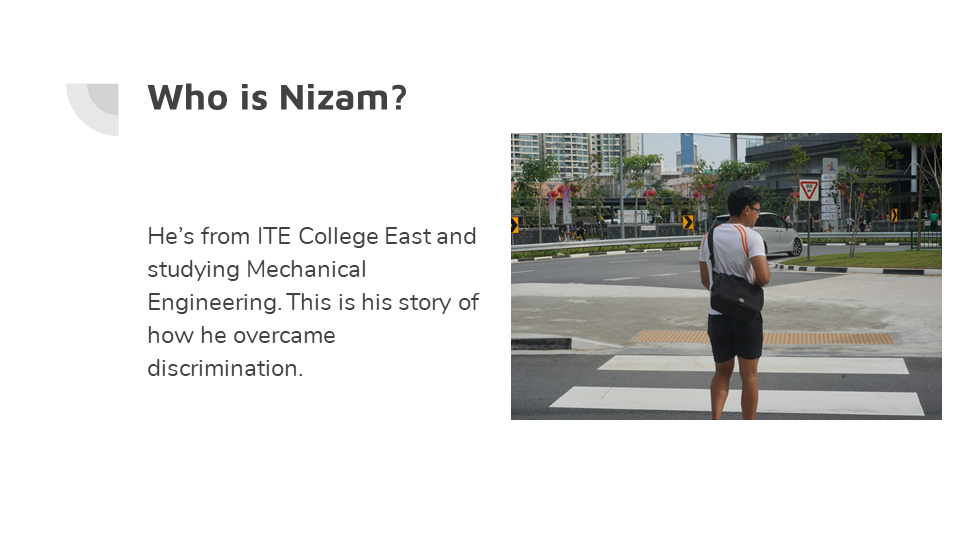 Who is Nizam?
He's from ITE College East and
studying Mechanical
Engineering. This is his story of
how he overcame
discrimination.